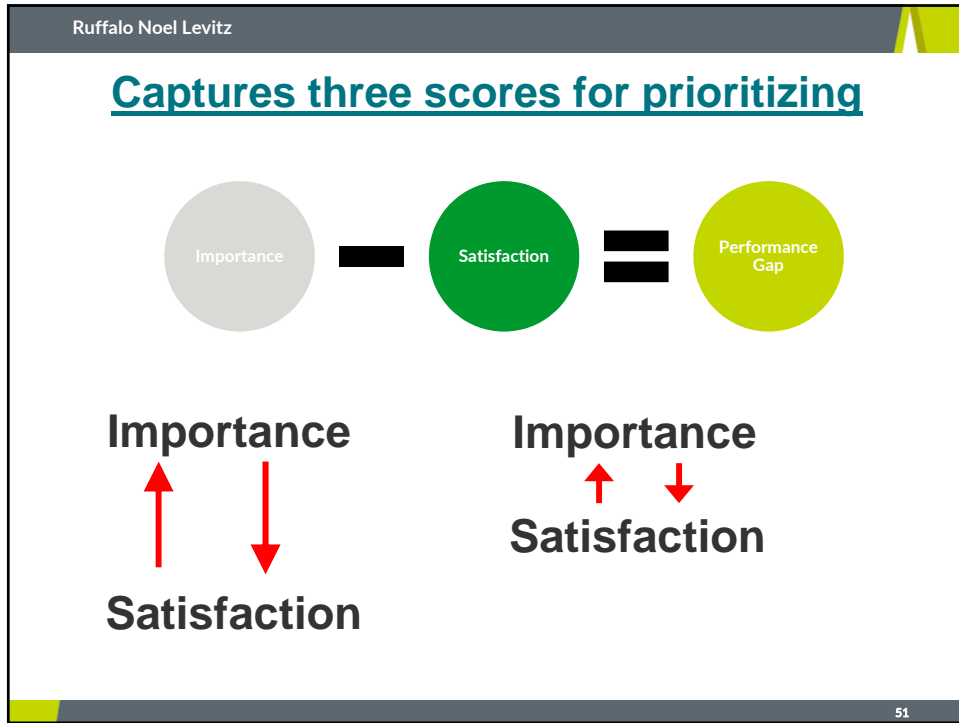 Ruffalo Noel Levitz
Captures three scores for prioritizing
Importance
Satisfaction
Performance
Gap
Importance
Satisfaction
Importance
Satisfaction
51